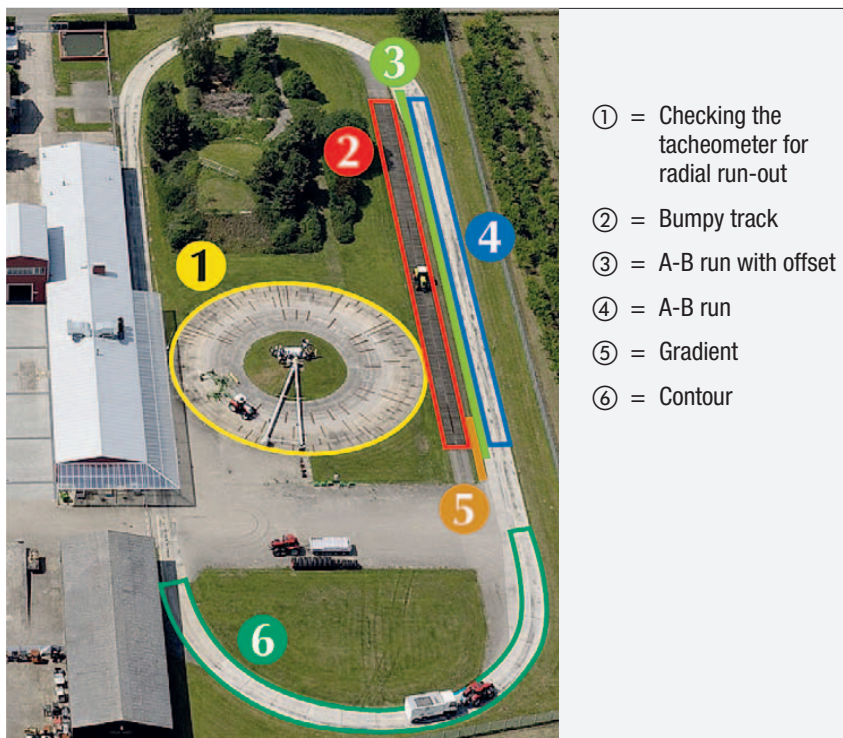 3
2
4
1
5
6
① = Checking the
tacheometer for
radial run-out
② = Bumpy track
③ = A-B run with offset
④ = A-B run
⑤ = Gradient
⑥ = Contour